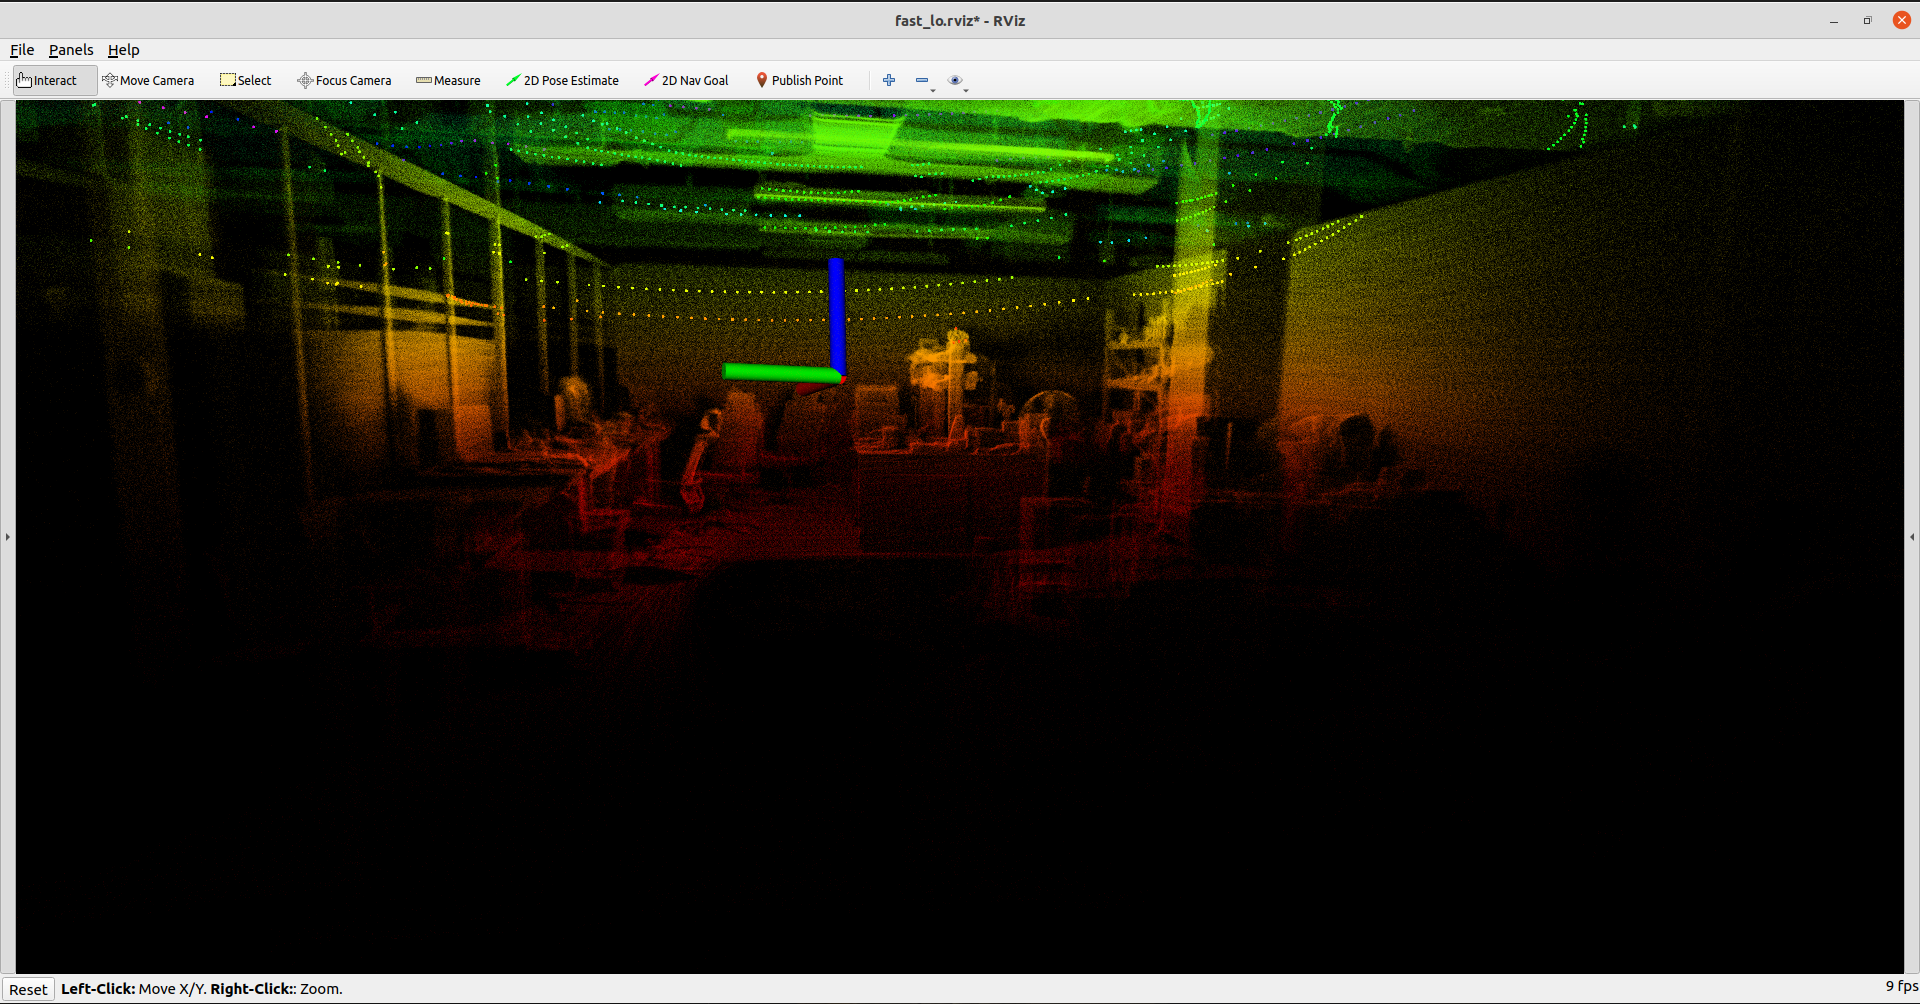 fast_lo.rviz* - RViz
File Panels Help
Interact Move Camera Select Focus Camera Measure 2D Pose Estimate 2D Nav Goal Publish Point
Reset Left-Click: Move X/Y. Right-Click:: Zoom. 9 fps